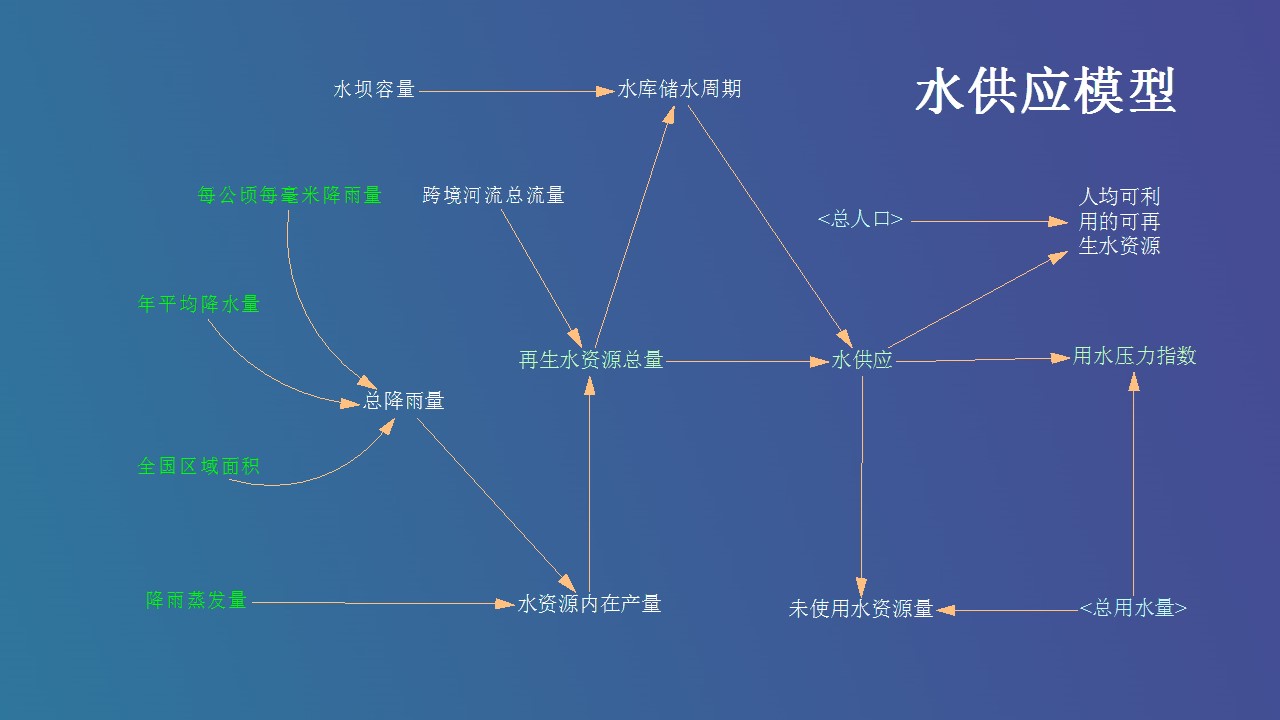 水供应模型
水坝容量
水库储水周期
每公顷每毫米降雨量
跨境河流总流量
<总人口>
人均可利
用的可再
生水资源
年平均降水量
再生水资源总量
水供应
用水压力指数
总降雨量
全国区域面积
降雨蒸发量
水资源内在产量
未使用水资源量
<总用水量>